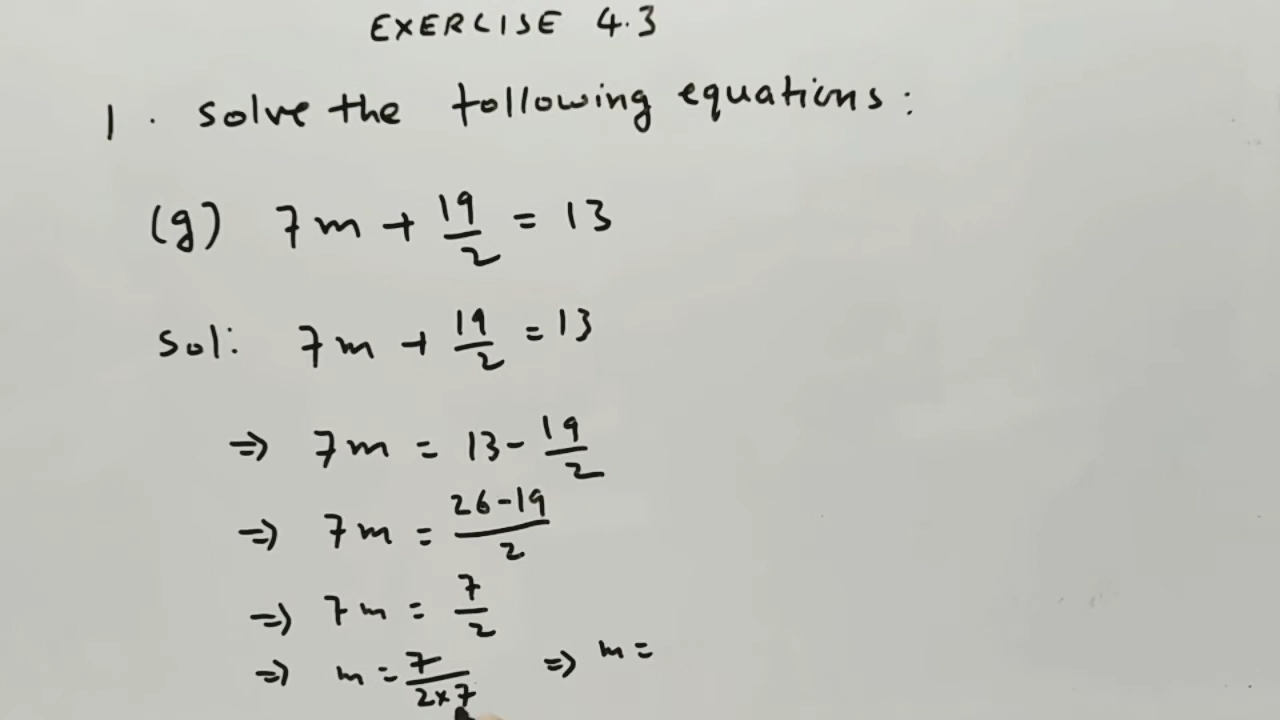 EXERCISE 4.3
1. Solve the following equations:
(g) 7m + 19/2 = 13
Sol: 7m + 19/2 = 13
⇒ 7m = 13 - 19/2
⇒ 7m = 26-19/2
⇒ 7m = 7/2
⇒ m = 7/2×7 ⇒ m =